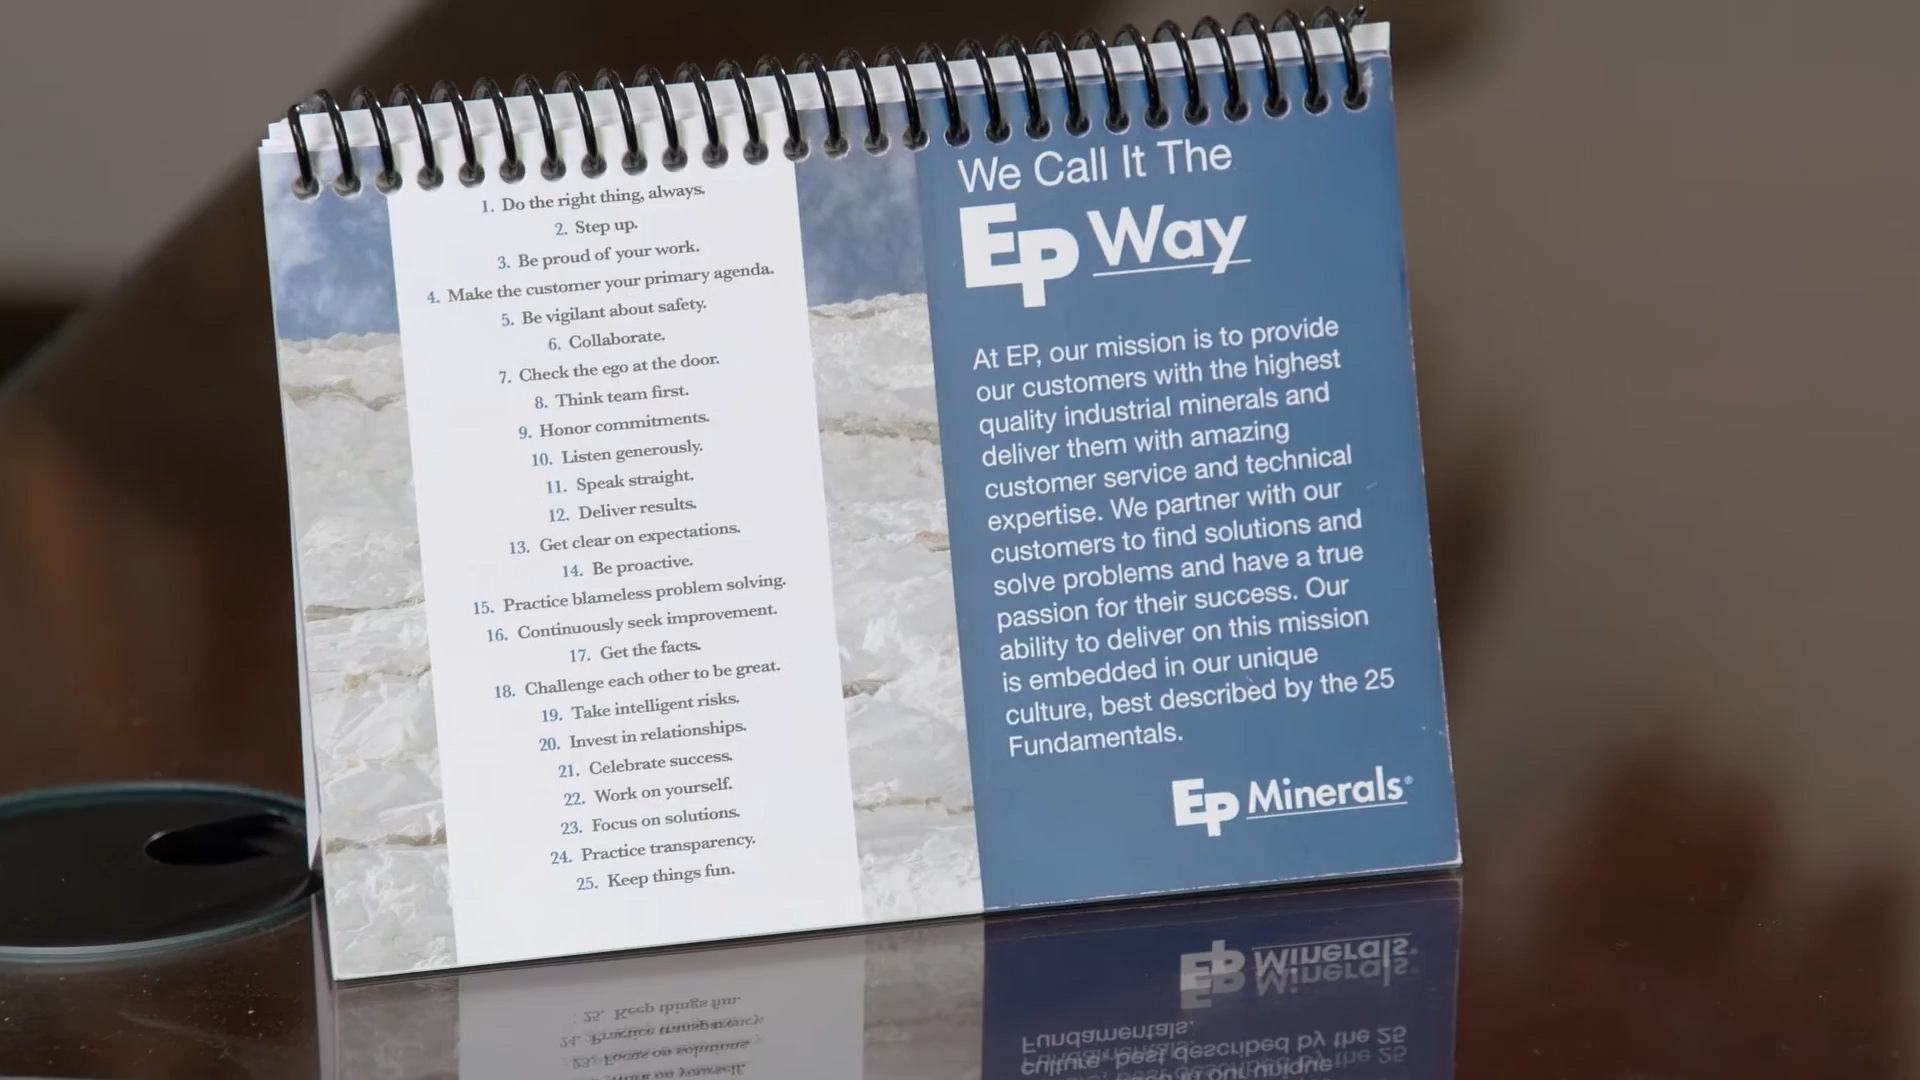 1. Do the right thing, always.
2. Step up.
3. Be proud of your work.
4. Make the customer your primary agenda.
5. Be vigilant about safety.
6. Collaborate.
7. Check the ego at the door.
8. Think team first.
9. Honor commitments.
10. Listen generously.
11. Speak straight.
12. Deliver results.
13. Get clear on expectations.
14. Be proactive.
15. Practice blameless problem solving.
16. Continuously seek improvement.
17. Get the facts.
18. Challenge each other to be great.
19. Take intelligent risks.
20. Invest in relationships.
21. Celebrate success.
22. Work on yourself.
23. Focus on solutions.
24. Practice transparency.
25. Keep things fun.
We Call It The
EP Way
At EP, our mission is to provide
our customers with the highest
quality industrial minerals and
deliver them with amazing
customer service and technical
expertise. We partner with our
customers to find solutions and
solve problems and have a true
passion for their success. Our
ability to deliver on this mission
is embedded in our unique
culture, best described by the 25
Fundamentals.
EP Minerals®